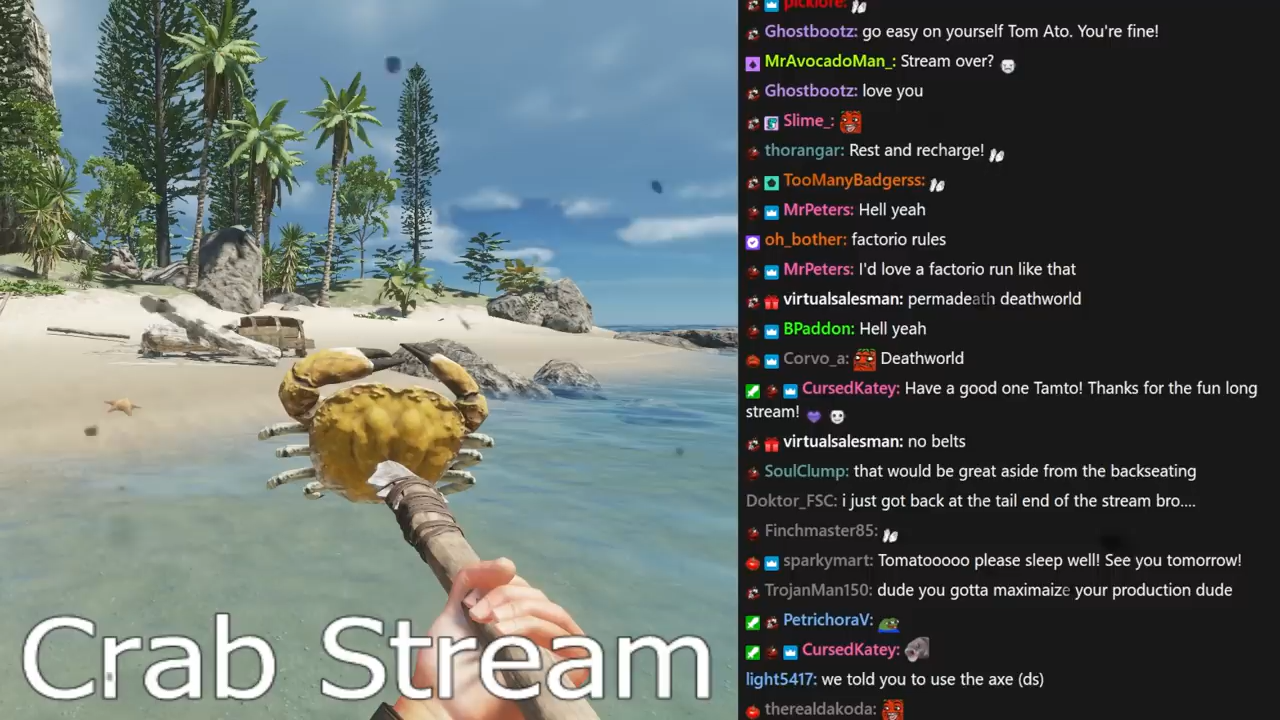 picklore:
Ghostbootz: go easy on yourself Tom Ato. You're fine!
MrAvocadoMan_: Stream over?
Ghostbootz: love you
Slime_:
thorangar: Rest and recharge!
TooManyBadgerss:
MrPeters: Hell yeah
oh_bother: factorio rules
MrPeters: I'd love a factorio run like that
virtualsalesman: permadeath deathworld
BPaddon: Hell yeah
Corvo_a: Deathworld
CursedKatey: Have a good one Tamto! Thanks for the fun long
stream!
virtualsalesman: no belts
SoulClump: that would be great aside from the backseating
Doktor_FSC: i just got back at the tail end of the stream bro....
Finchmaster85:
sparkymart: Tomatooooo please sleep well! See you tomorrow!
TrojanMan150: dude you gotta maximaize your production dude
PetrichoraV:
CursedKatey:
light5417: we told you to use the axe (ds)
therealdakoda:
Crab Stream